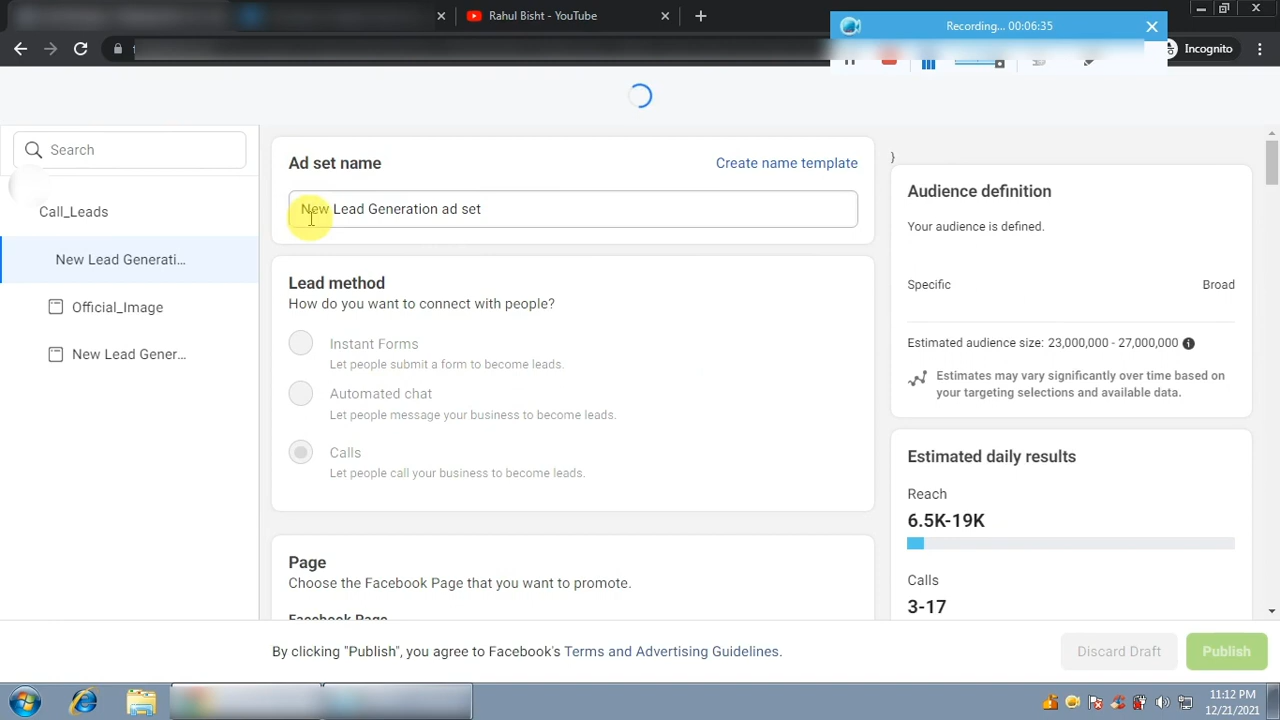 Rahul Bisht - YouTube
Recording... 00:06:35
Incognito
Search
Call_Leads
New Lead Generati...
Official_Image
New Lead Gener...
Ad set name
Create name template
New Lead Generation ad set
Lead method
How do you want to connect with people?
Instant Forms
Let people submit a form to become leads.
Automated chat
Let people message your business to become leads.
Calls
Let people call your business to become leads.
Page
Choose the Facebook Page that you want to promote.
Facebook Page
}
Audience definition
Your audience is defined.
Specific
Broad
Estimated audience size: 23,000,000 - 27,000,000
Estimates may vary significantly over time based on
your targeting selections and available data.
Estimated daily results
Reach
6.5K-19K
Calls
3-17
By clicking "Publish", you agree to Facebook's Terms and Advertising Guidelines.
Discard Draft
Publish
11:12 PM
12/21/2021